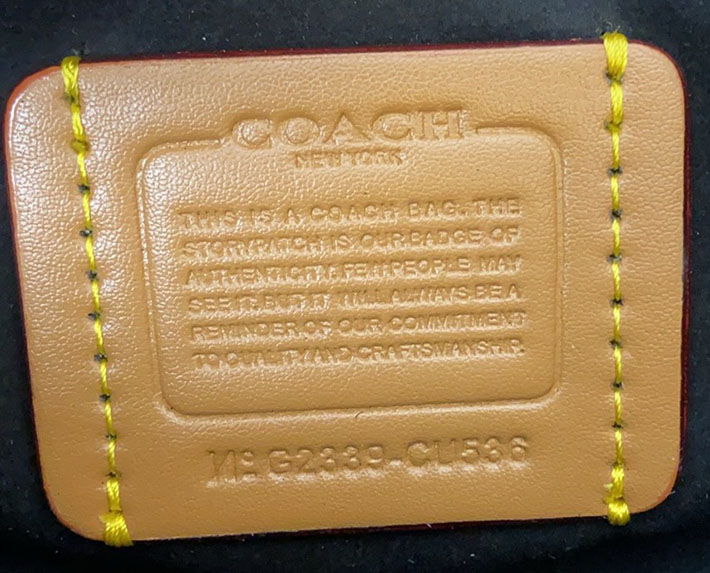 COACH
NEW YORK
THIS IS A COACH BAG. THE
STORYPATCH IS OUR BADGE OF
AUTHENTICITY. FEW PEOPLE MAY
SEE IT, BUT IT WILL ALWAYS BE A
REMINDER OF OUR COMMITMENT
TO QUALITY AND CRAFTSMANSHIP.
G2339-CU536